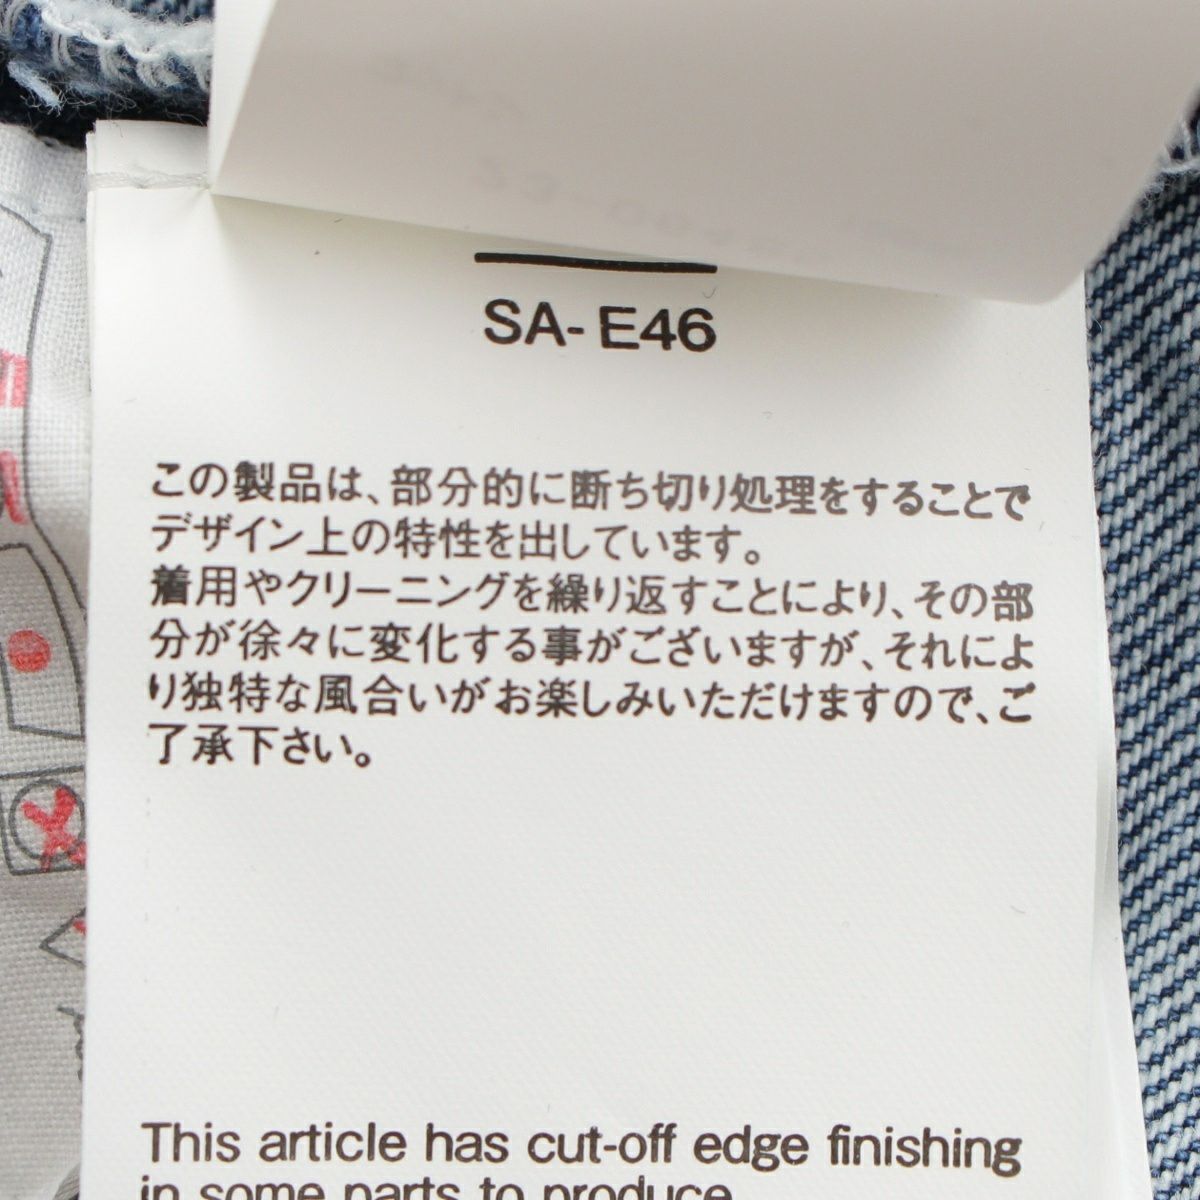 SA-E46
この製品は、部分的に断ち切り処理をすることで
デザイン上の特性を出しています。
着用やクリーニングを繰り返すことにより、その部
分が徐々に変化する事がございますが、それによ
り独特な風合いがお楽しみいただけますので、ご
了承下さい。
This article has cut-off edge finishing
in some parts to produce